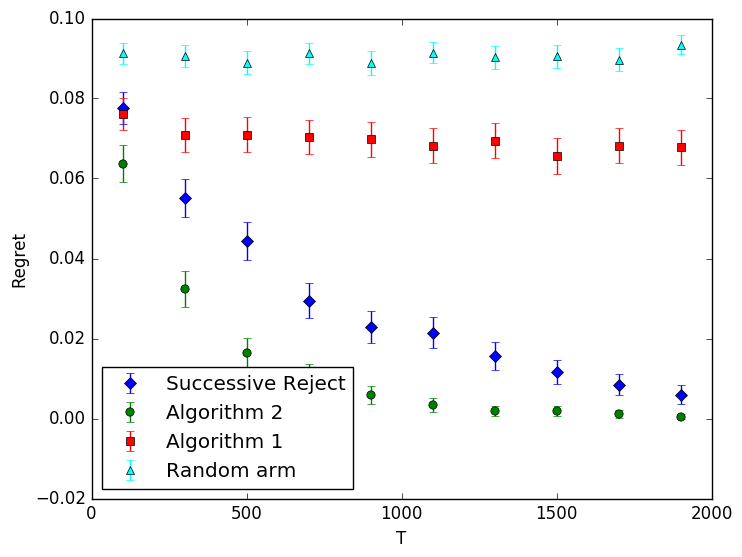 0.10
0.08
0.06
0.04
0.02
0.00
−0.02
Regret
Successive Reject
Algorithm 2
Algorithm 1
Random arm
0 500 1000 1500 2000
T